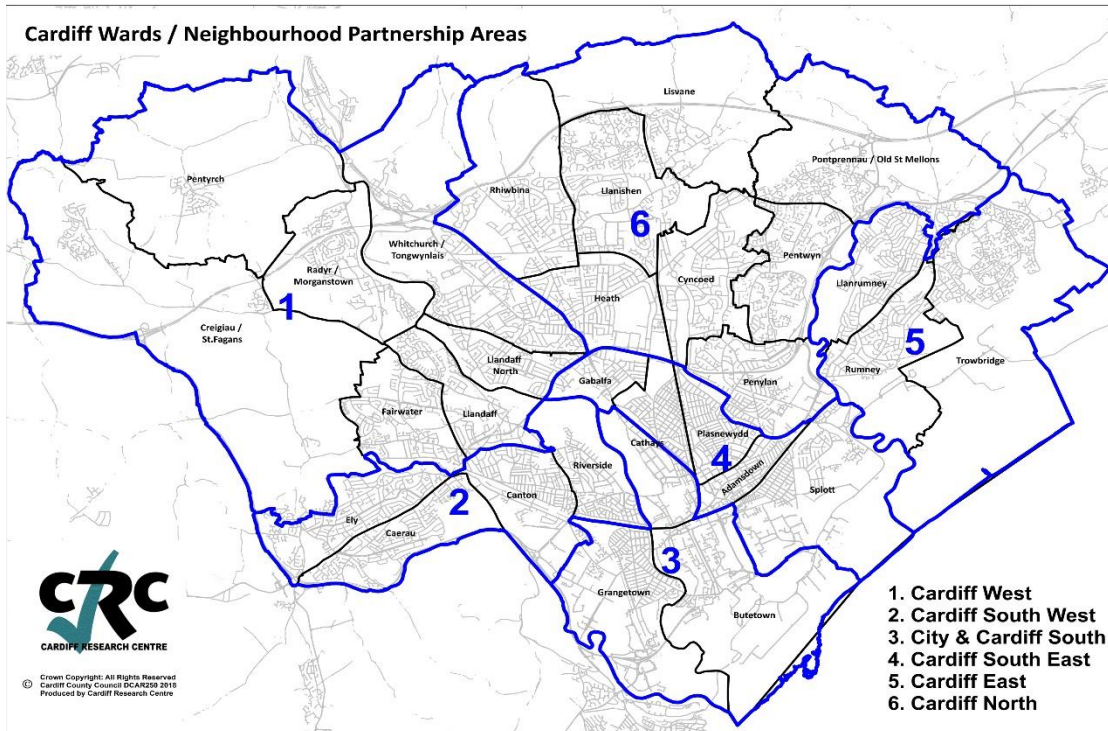 Cardiff Wards / Neighbourhood Partnership Areas
Lisvane
Pontprennau / Old St Mellons
Pentyrch
Rhiwbina
Llanishen
6
Whitchurch /
Tongwynlais
Pentwyn
Radyr /
Morganstown
Cyncoed
Llanrumney
1
Heath
Creigiau /
St.Fagans
5
Trowbridge
Llandaff
North
Gabalfa
Rumney
Penylan
Fairwater
Llandaff
Cathays
Plasnewydd
4
Riverside
Adamsdown
Splott
2
Canton
Ely
Caerau
3
Grangetown
Butetown
CRC
CARDIFF RESEARCH CENTRE
© Crown Copyright: All Rights Reserved
Cardiff County Council DCAR250 2018
Produced by Cardiff Research Centre
1. Cardiff West
2. Cardiff South West
3. City & Cardiff South
4. Cardiff South East
5. Cardiff East
6. Cardiff North